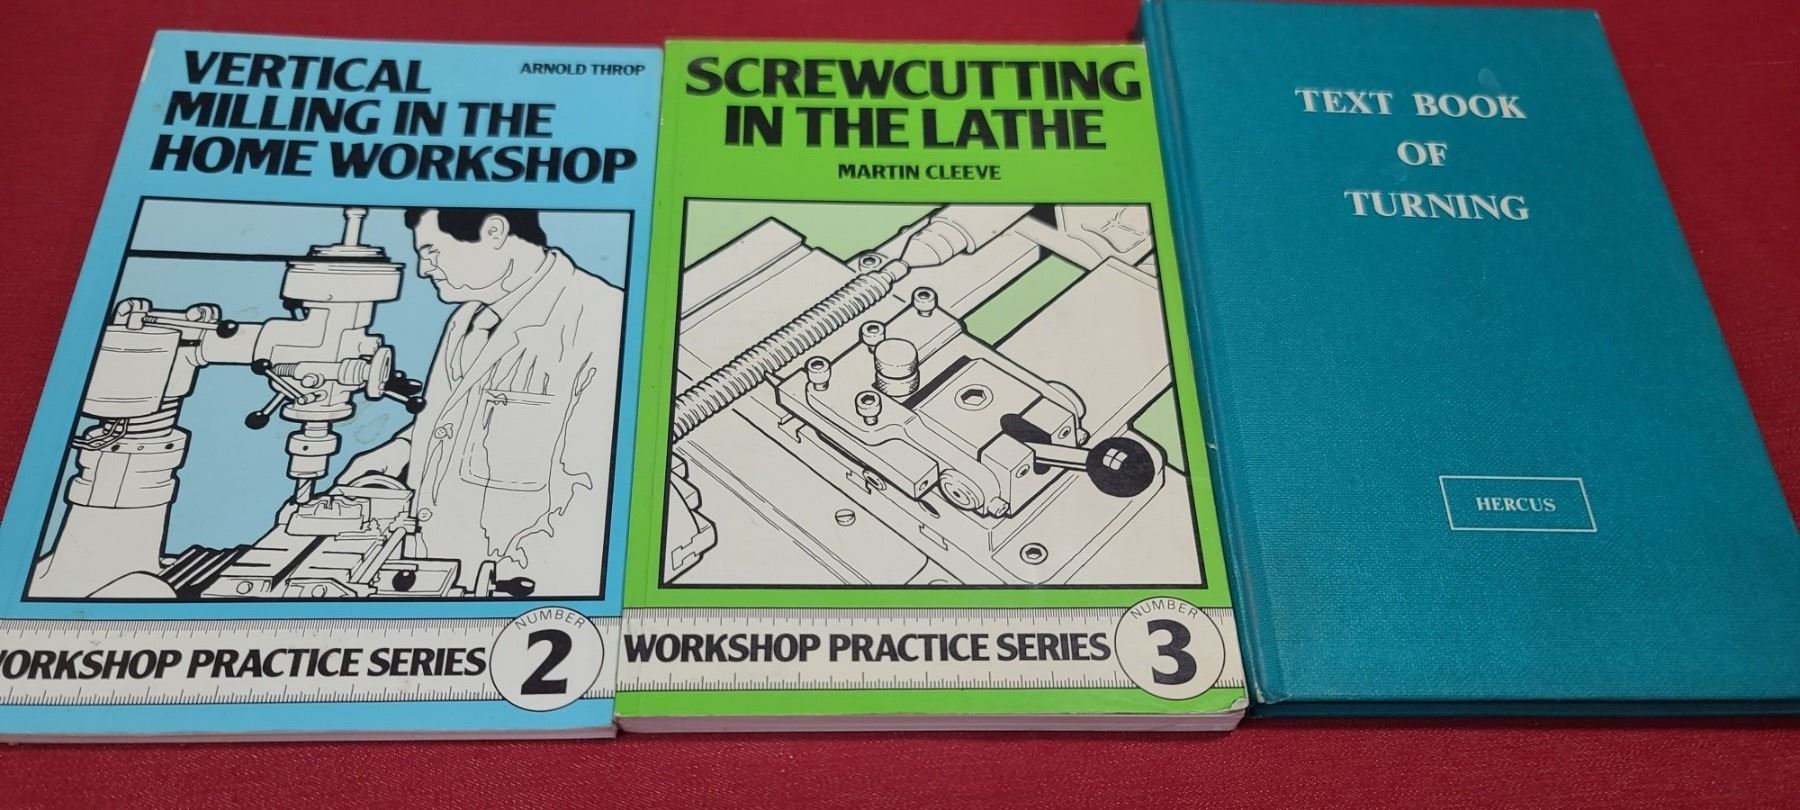 VERTICAL
MILLING IN THE
HOME WORKSHOP
ARNOLD THROP
NUMBER
2
WORKSHOP PRACTICE SERIES
SCREWCUTTING
IN THE LATHE
MARTIN CLEEVE
NUMBER
3
WORKSHOP PRACTICE SERIES
TEXT BOOK
OF
TURNING
HERCUS